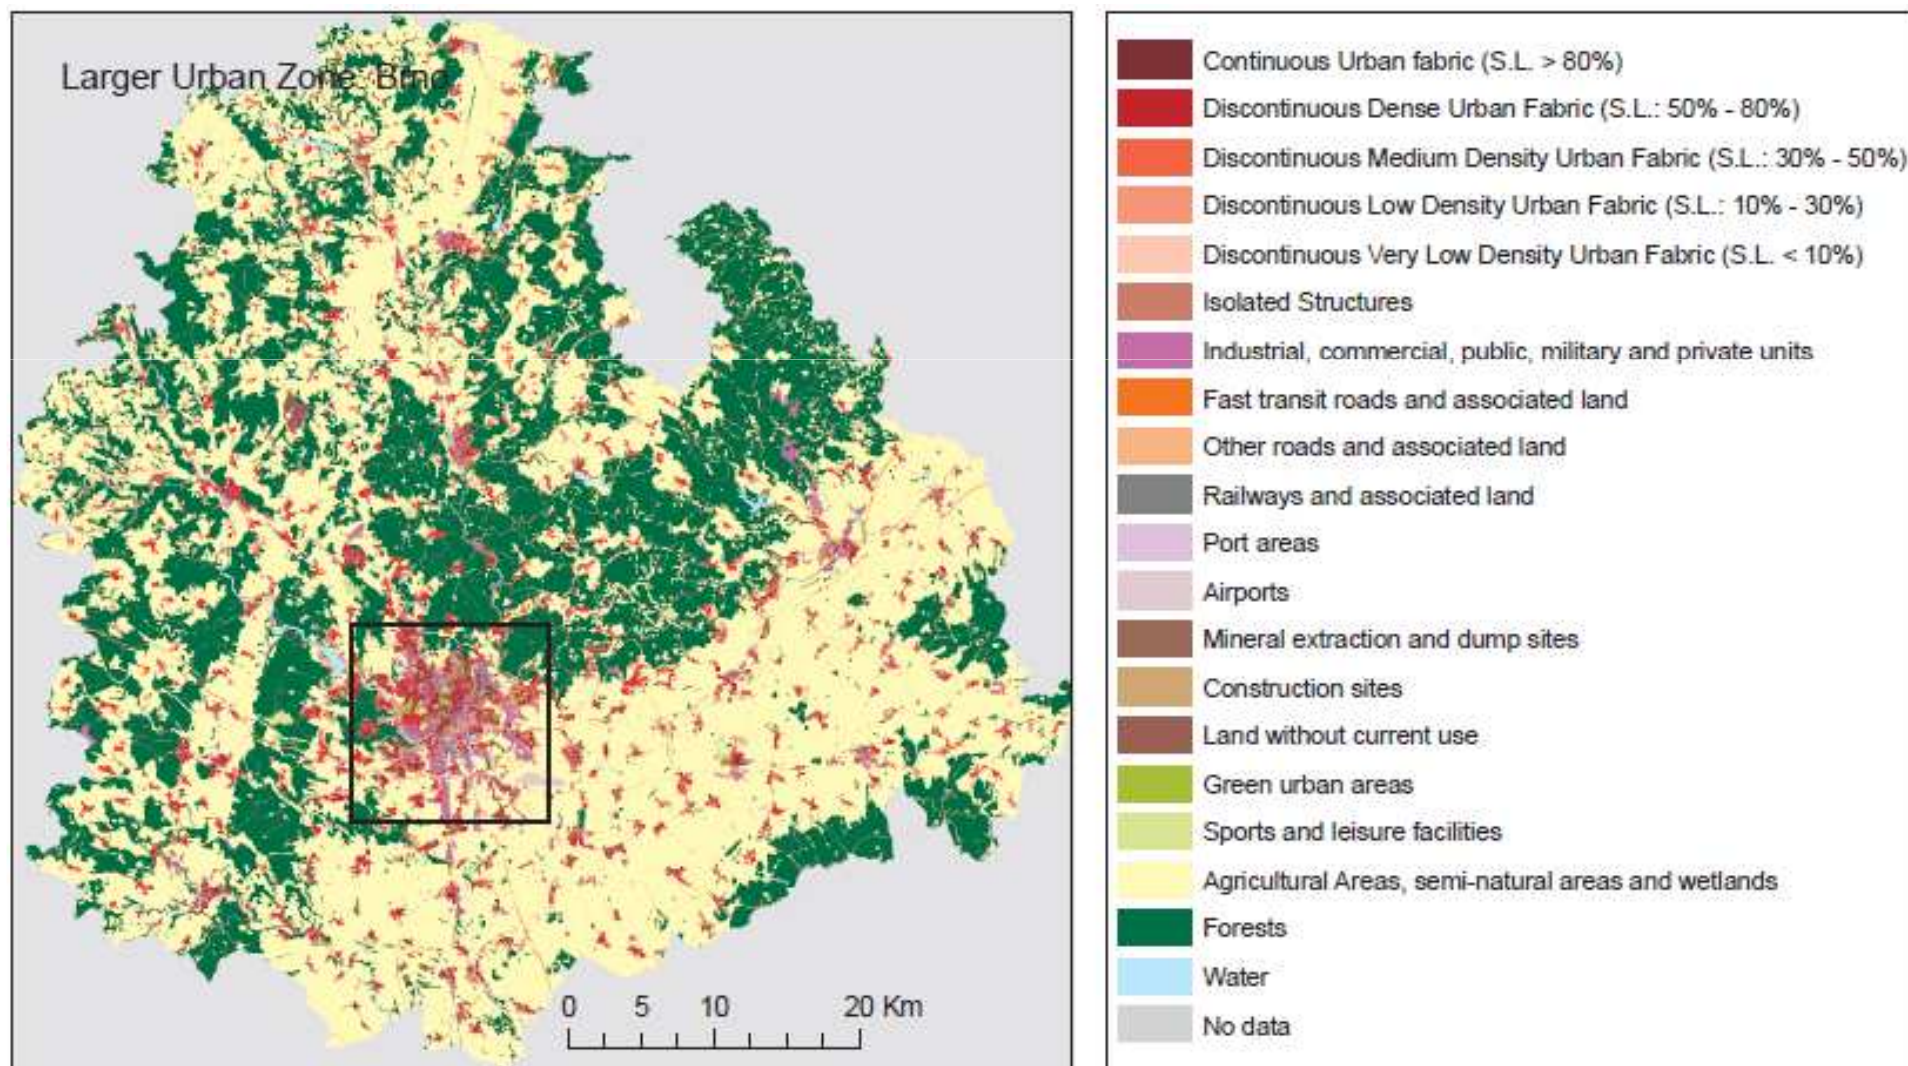 Larger Urban Zone: Brno
0 5 10 20 Km
Continuous Urban fabric (S.L. > 80%)
Discontinuous Dense Urban Fabric (S.L.: 50% - 80%)
Discontinuous Medium Density Urban Fabric (S.L.: 30% - 50%)
Discontinuous Low Density Urban Fabric (S.L.: 10% - 30%)
Discontinuous Very Low Density Urban Fabric (S.L. < 10%)
Isolated Structures
Industrial, commercial, public, military and private units
Fast transit roads and associated land
Other roads and associated land
Railways and associated land
Port areas
Airports
Mineral extraction and dump sites
Construction sites
Land without current use
Green urban areas
Sports and leisure facilities
Agricultural Areas, semi-natural areas and wetlands
Forests
Water
No data